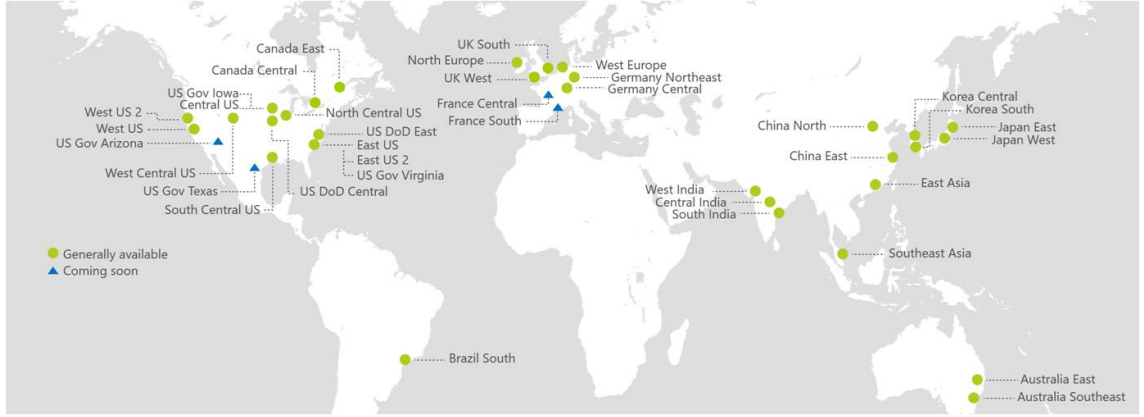 Canada East
Canada Central
US Gov Iowa
Central US
West US 2
West US
US Gov Arizona
West Central US
US Gov Texas
South Central US
North Central US
US DoD East
East US
East US 2
US Gov Virginia
US DoD Central
UK South
North Europe
UK West
France Central
France South
West Europe
Germany Northeast
Germany Central
Korea Central
Korea South
China North
Japan East
Japan West
China East
East Asia
West India
Central India
South India
Southeast Asia
Generally available
Coming soon
Brazil South
Australia East
Australia Southeast